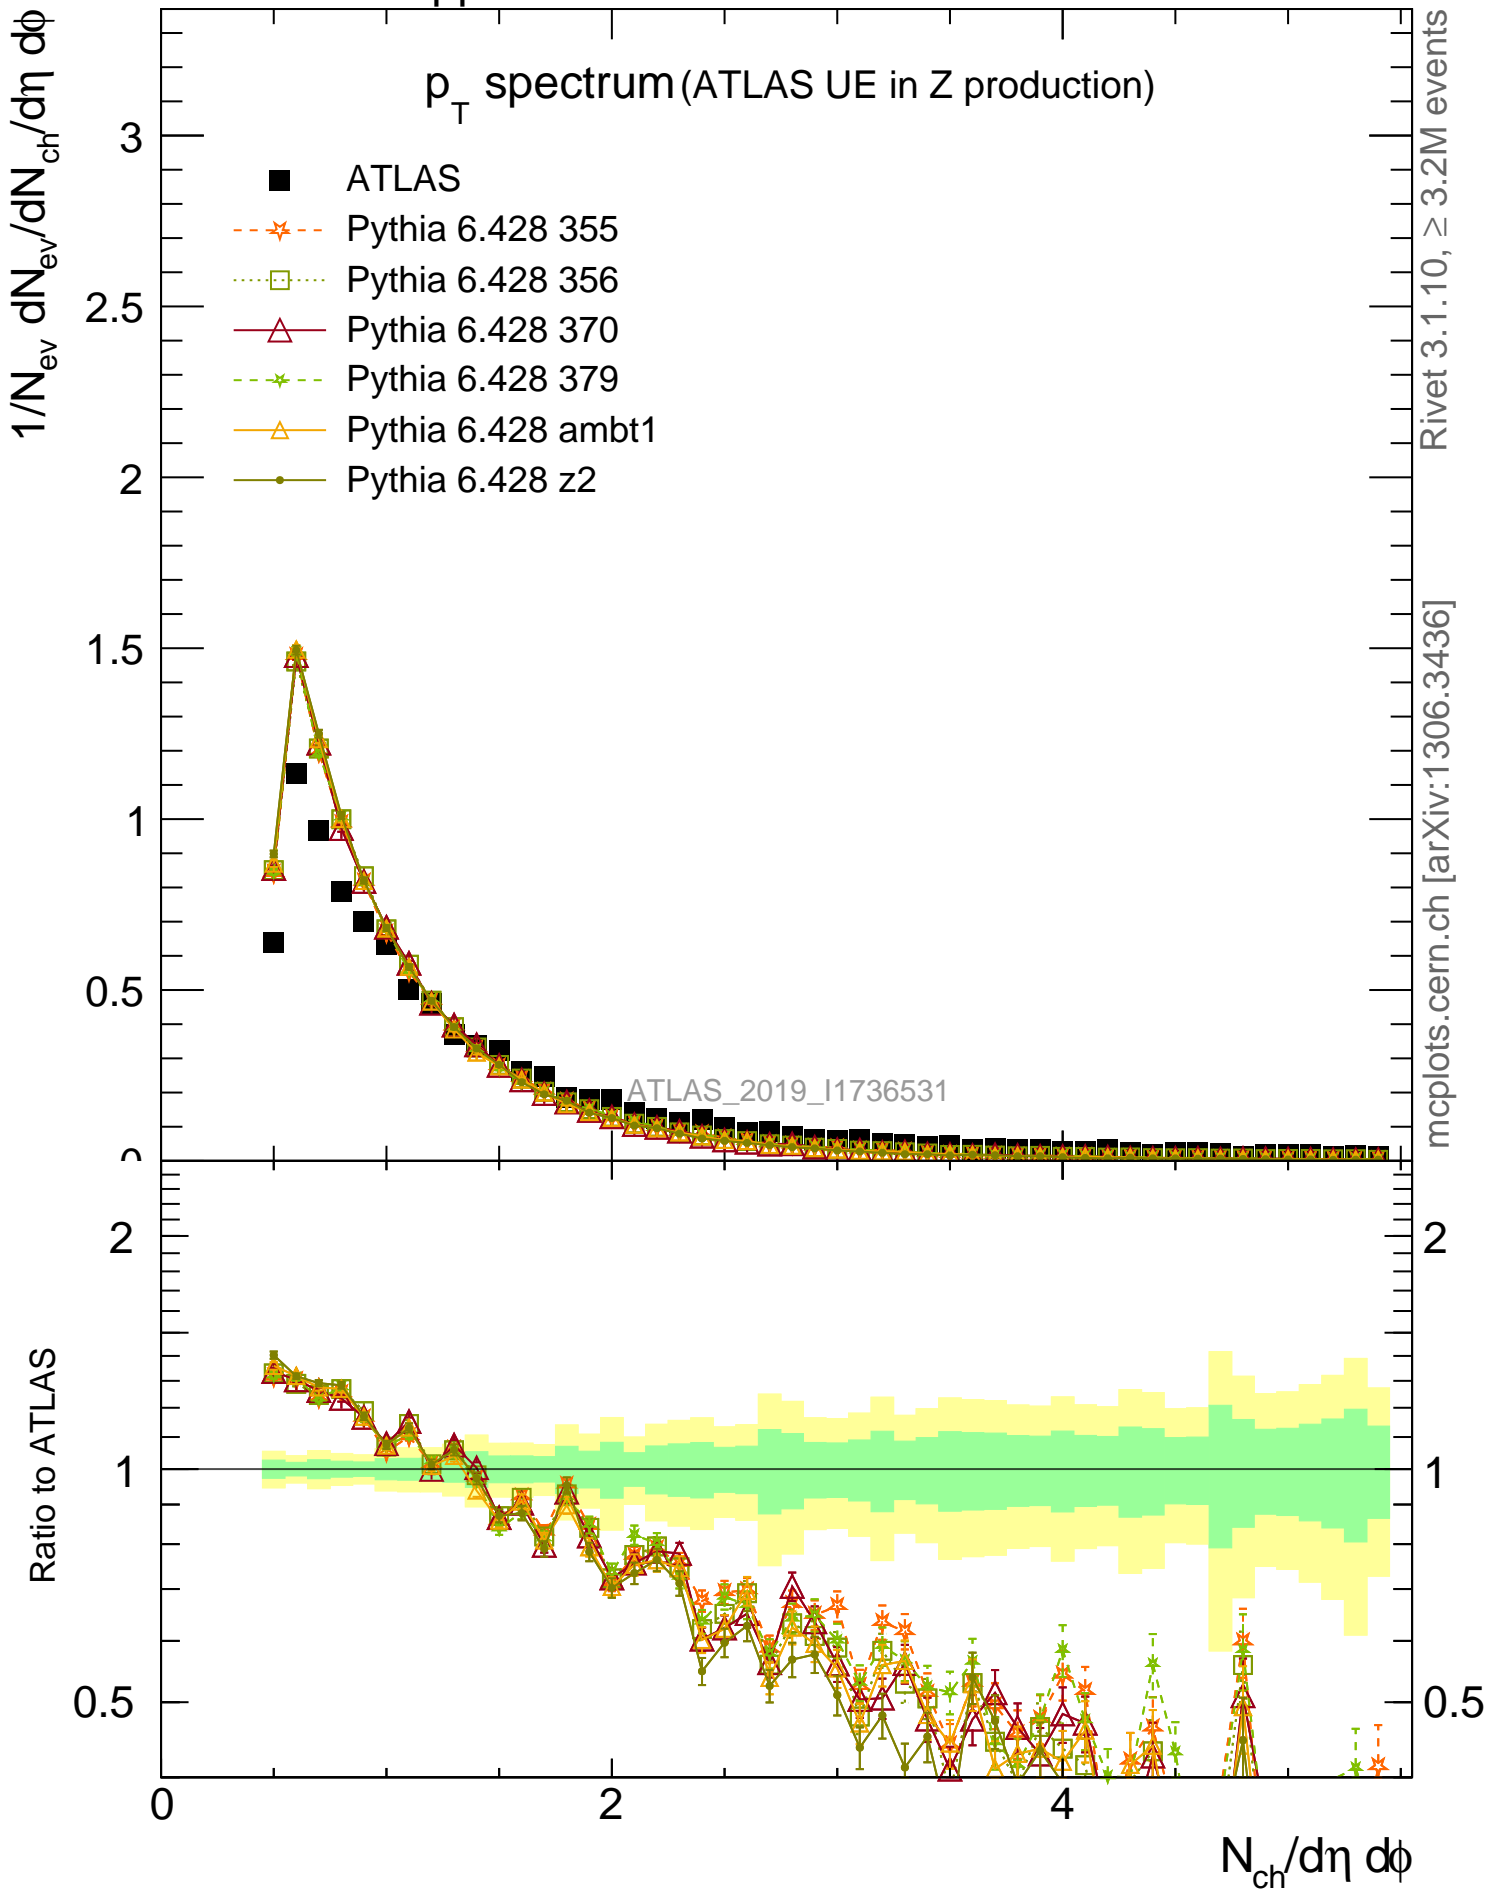 pp
1/N_ev dN_ev/dN_ch/dη dϕ
p_T spectrum (ATLAS UE in Z production)
ATLAS
Pythia 6.428 355
Pythia 6.428 356
Pythia 6.428 370
Pythia 6.428 379
Pythia 6.428 ambt1
Pythia 6.428 z2
3
2.5
2
1.5
1
0.5
0
ATLAS_2019_I1736531
Rivet 3.1.10, ≥ 3.2M events
mcplots.cern.ch [arXiv:1306.3436]
Ratio to ATLAS
2
1
0.5
2
1
0.5
0
2
4
N_ch/dη dϕ